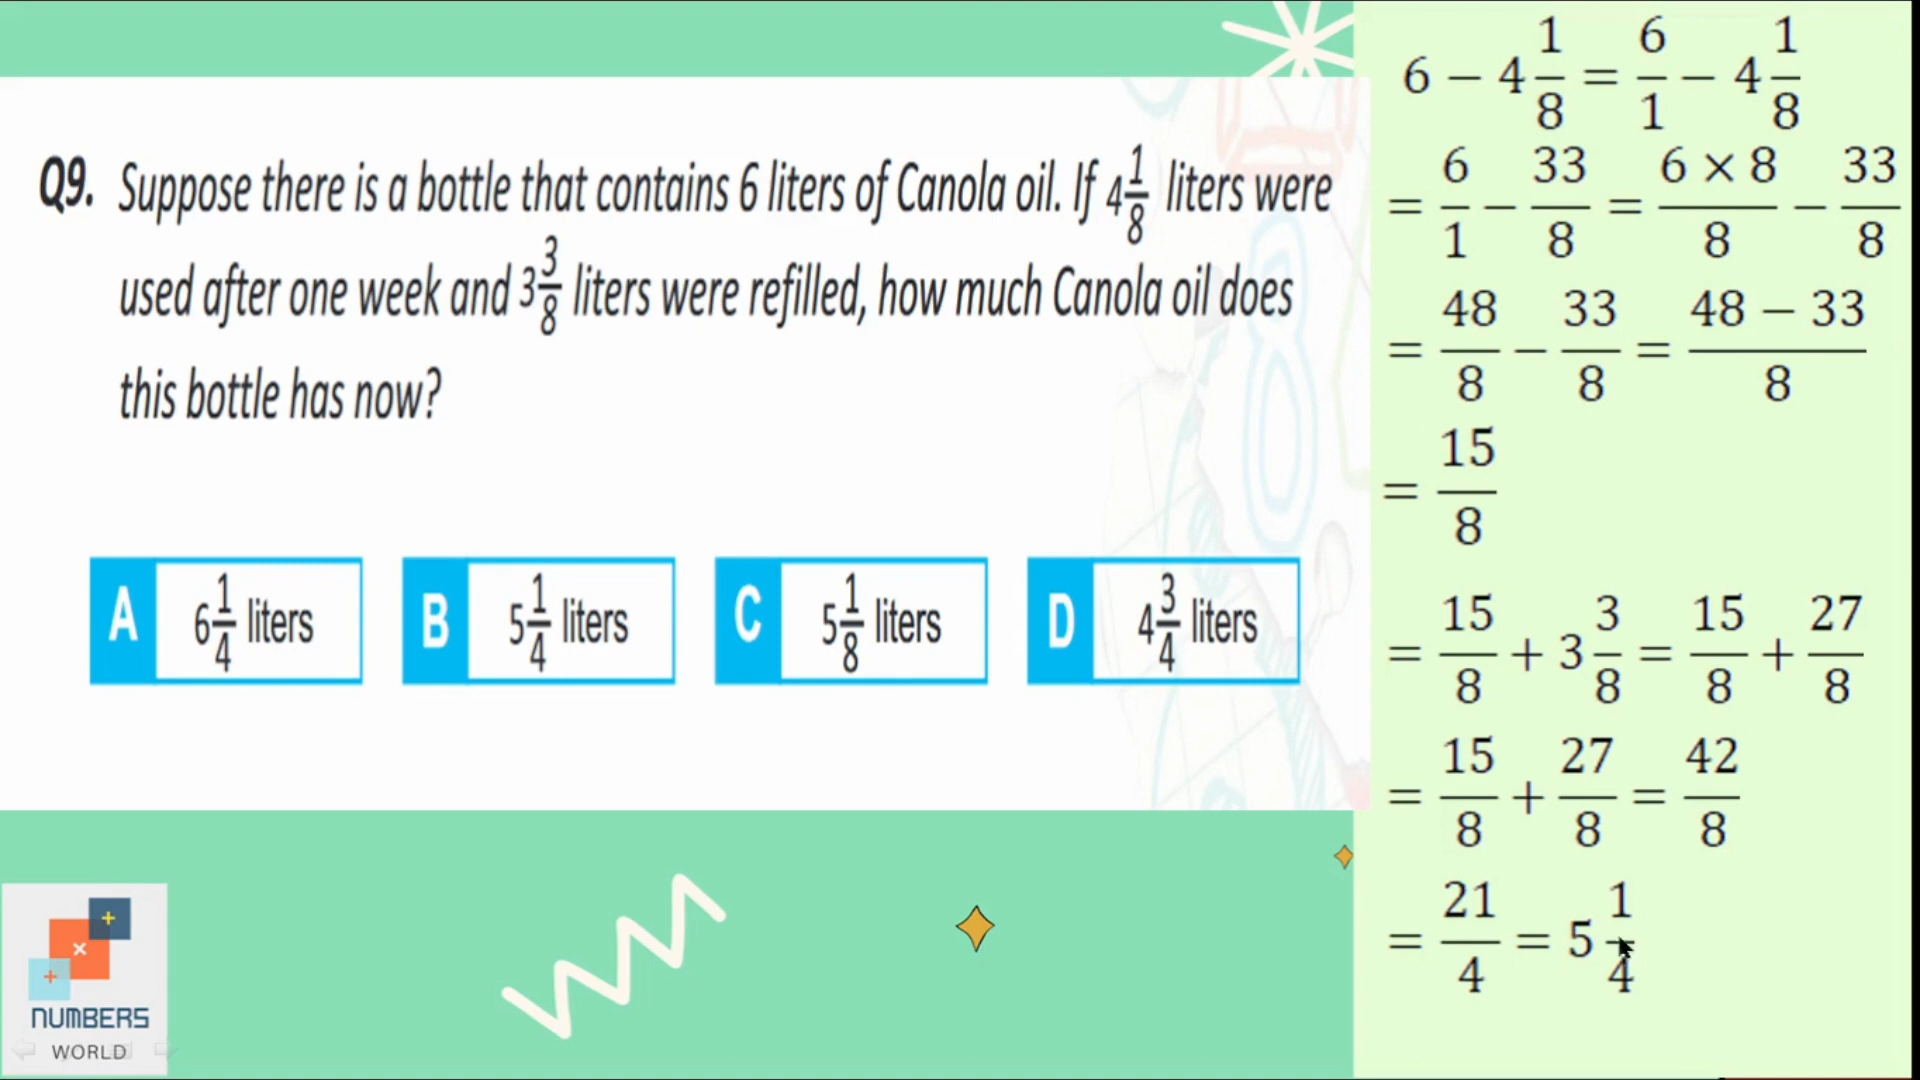 Q9. Suppose there is a bottle that contains 6 liters of Canola oil. If 4 1/8 liters were
used after one week and 3 3/8 liters were refilled, how much Canola oil does
this bottle has now?
A 6 1/4 liters
B 5 1/4 liters
C 5 1/8 liters
D 4 3/4 liters
6 − 4 1/8 = 6/1 − 4 1/8
= 6/1 − 33/8 = (6 × 8)/8 − 33/8
= 48/8 − 33/8 = (48 − 33)/8
= 15/8
= 15/8 + 3 3/8 = 15/8 + 27/8
= 15/8 + 27/8 = 42/8
= 21/4 = 5 1/4
+
×
+
NUMBERS
WORLD